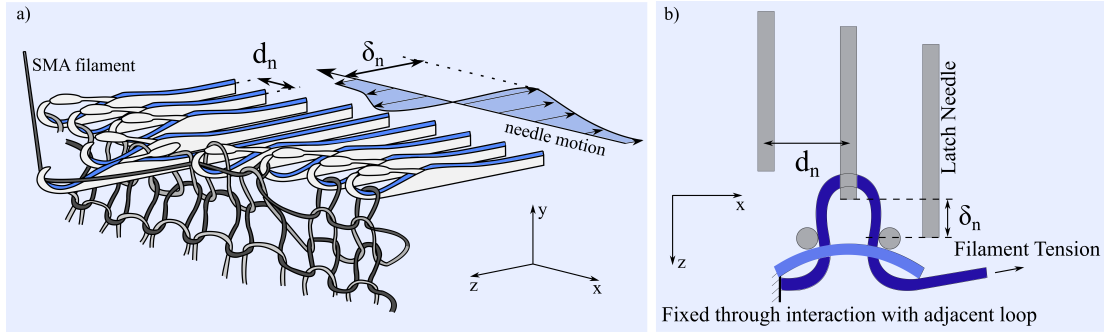 a)
SMA filament
dₙ
δₙ
needle motion
y
z
x
b)
Latch Needle
dₙ
x
δₙ
z
Filament Tension
Fixed through interaction with adjacent loop